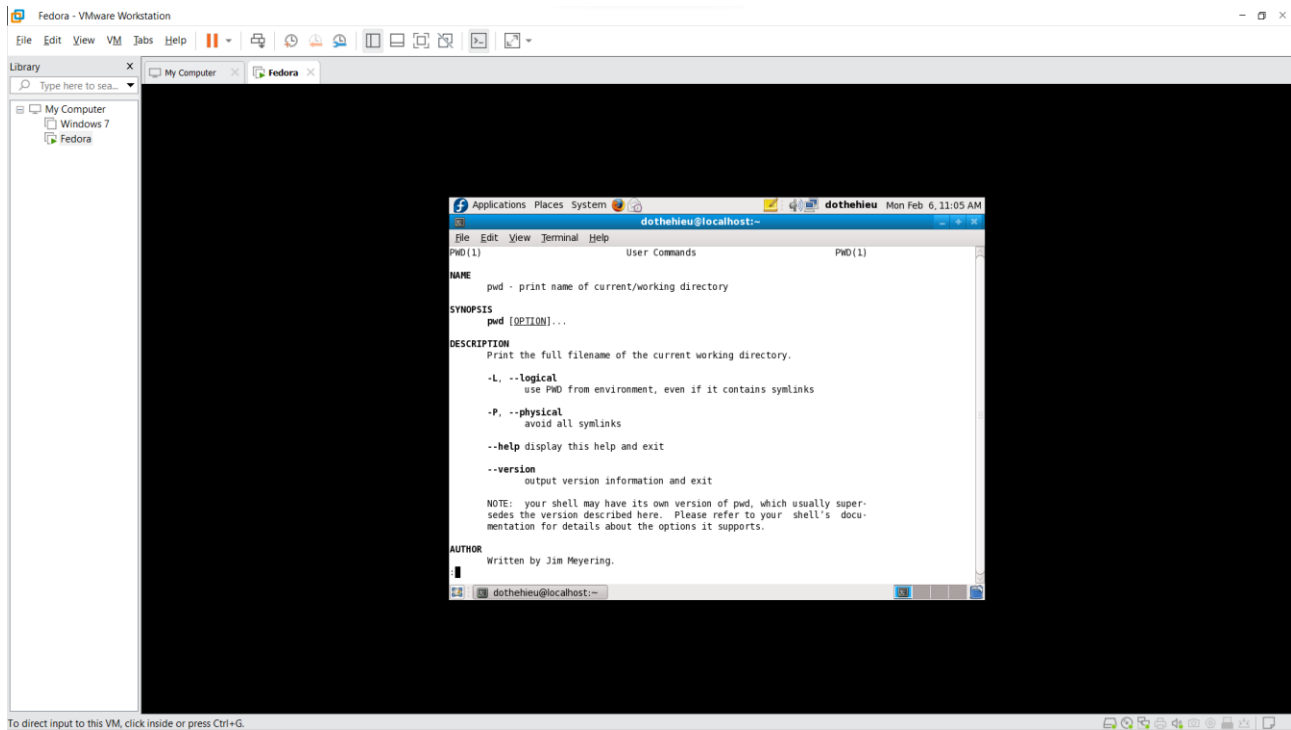 Fedora - VMware Workstation
File Edit View VM Tabs Help
Library X
My Computer Fedora
Type here to sea...
My Computer
Windows 7
Fedora
Applications Places System dothehieu Mon Feb 6, 11:05 AM
dothehieu@localhost:~
File Edit View Terminal Help
PWD(1) User Commands PWD(1)
NAME
pwd - print name of current/working directory
SYNOPSIS
pwd [OPTION]...
DESCRIPTION
Print the full filename of the current working directory.
-L, --logical
use PWD from environment, even if it contains symlinks
-P, --physical
avoid all symlinks
--help display this help and exit
--version
output version information and exit
NOTE: your shell may have its own version of pwd, which usually super-
sedes the version described here. Please refer to your shell's docu-
mentation for details about the options it supports.
AUTHOR
Written by Jim Meyering.
:
dothehieu@localhost:~
To direct input to this VM, click inside or press Ctrl+G.